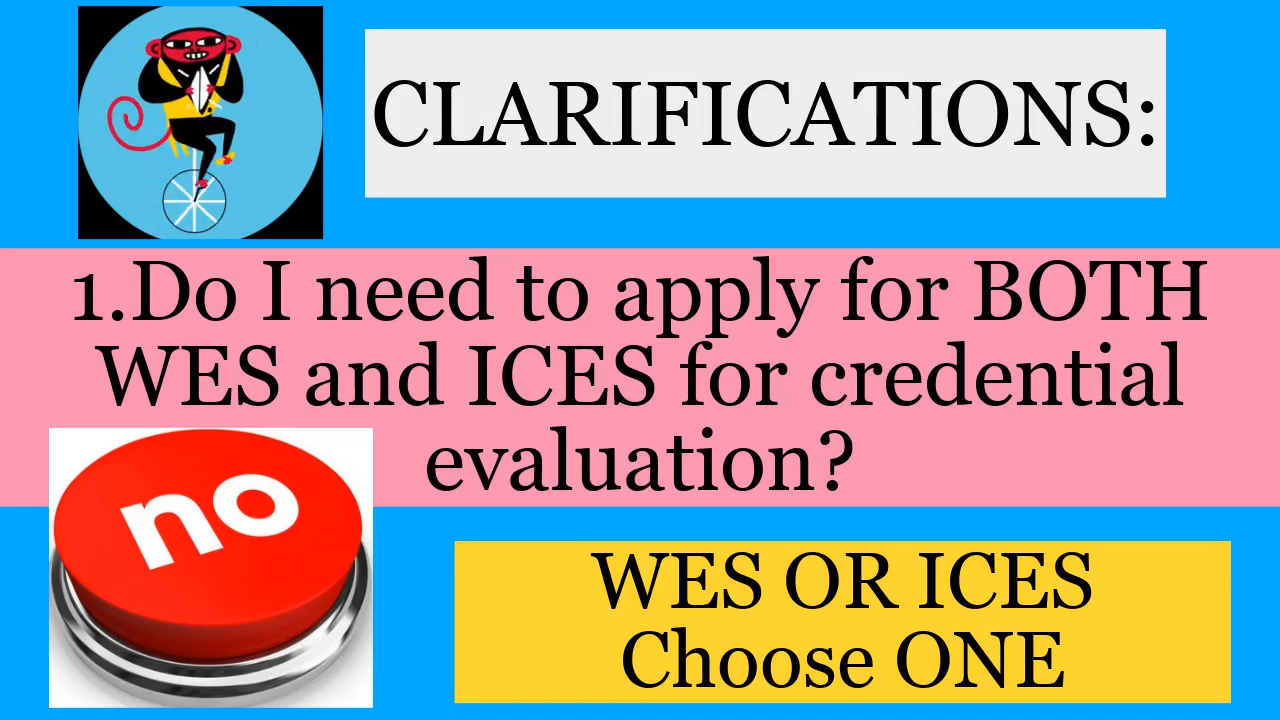 CLARIFICATIONS:
1.Do I need to apply for BOTH
WES and ICES for credential
evaluation?
no
WES OR ICES
Choose ONE